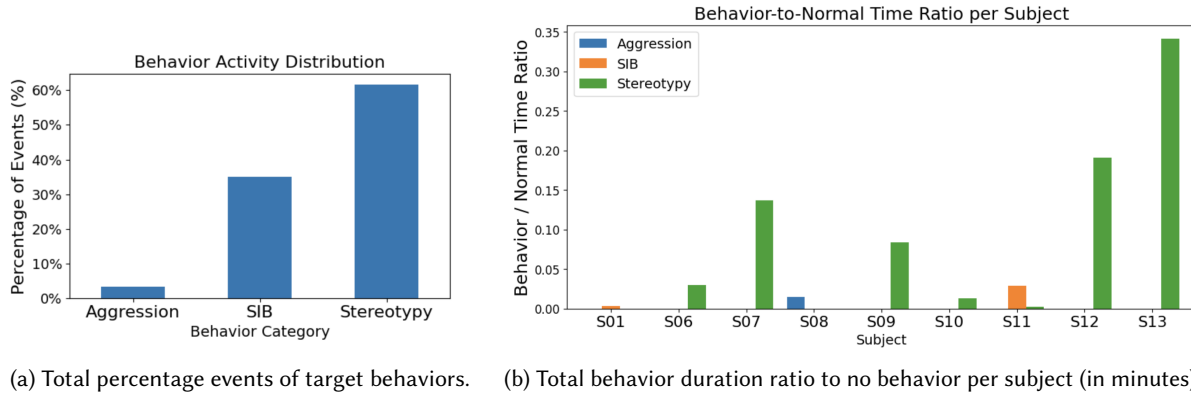 Behavior Activity Distribution
Percentage of Events (%)
60%
50%
40%
30%
20%
10%
0%
Aggression SIB Stereotypy
Behavior Category
(a) Total percentage events of target behaviors.
Behavior-to-Normal Time Ratio per Subject
Aggression
SIB
Stereotypy
Behavior / Normal Time Ratio
0.35
0.30
0.25
0.20
0.15
0.10
0.05
0.00
S01 S06 S07 S08 S09 S10 S11 S12 S13
Subject
(b) Total behavior duration ratio to no behavior per subject (in minutes)